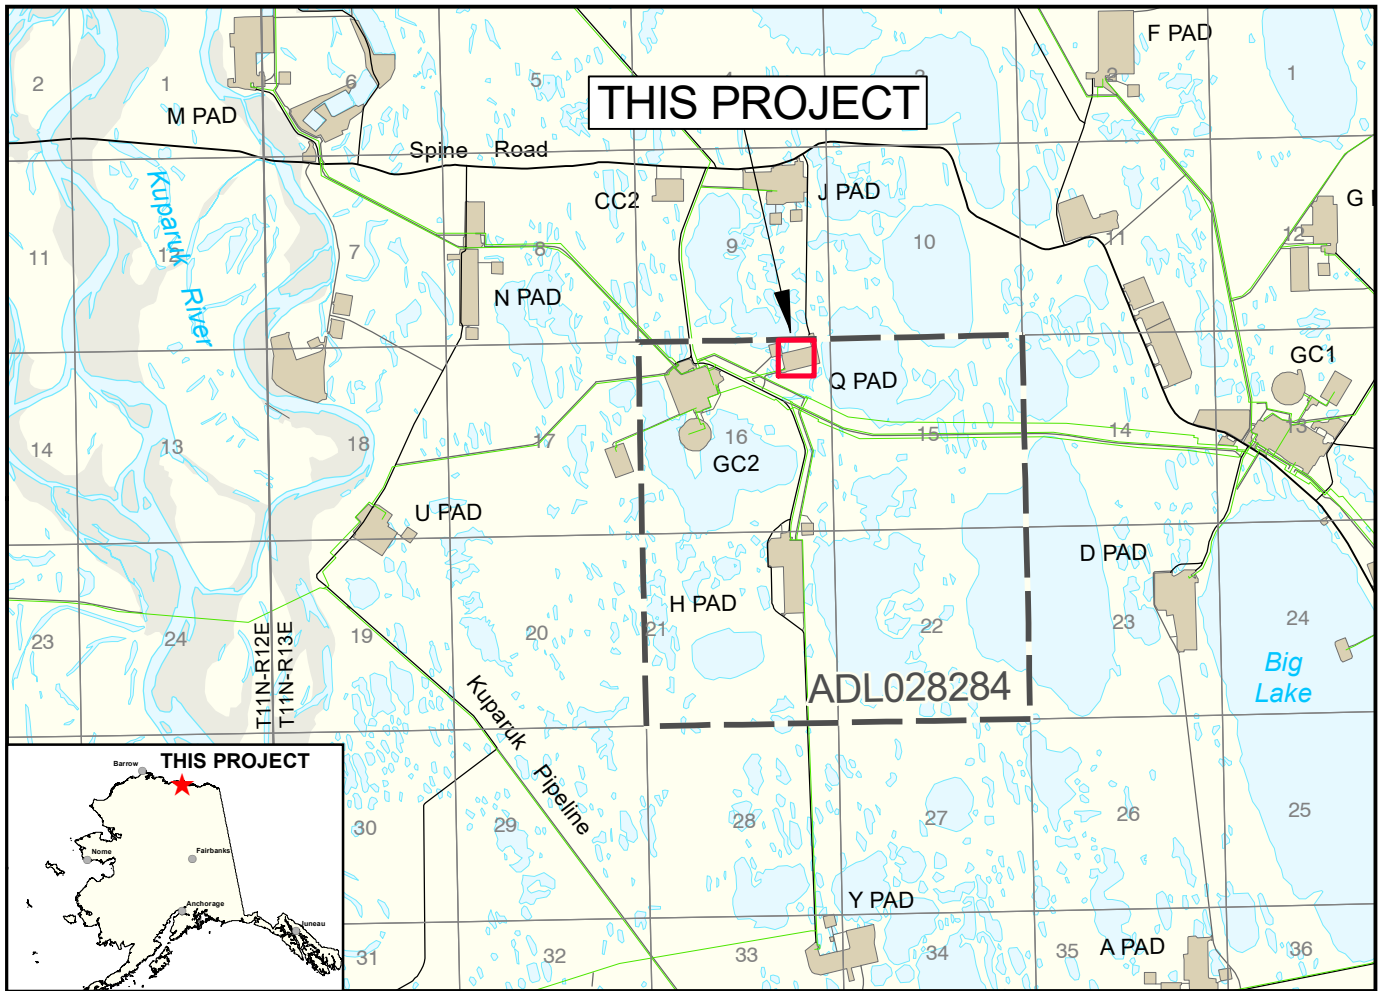 F PAD
2
1
6
5
4
3
2
1
THIS PROJECT
M PAD
Spine Road
Kuparuk River
CC2
J PAD
G
11
12
7
8
9
10
11
12
N PAD
GC1
Q PAD
14
13
18
17
16
15
14
13
GC2
U PAD
D PAD
H PAD
23
24
19
20
21
22
23
24
T11N-R12E
T11N-R13E
Big
Lake
ADL028284
Kuparuk Pipeline
THIS PROJECT
Barrow
Nome
Fairbanks
Anchorage
Juneau
30
29
28
27
26
25
Y PAD
31
32
33
34
35
36
A PAD